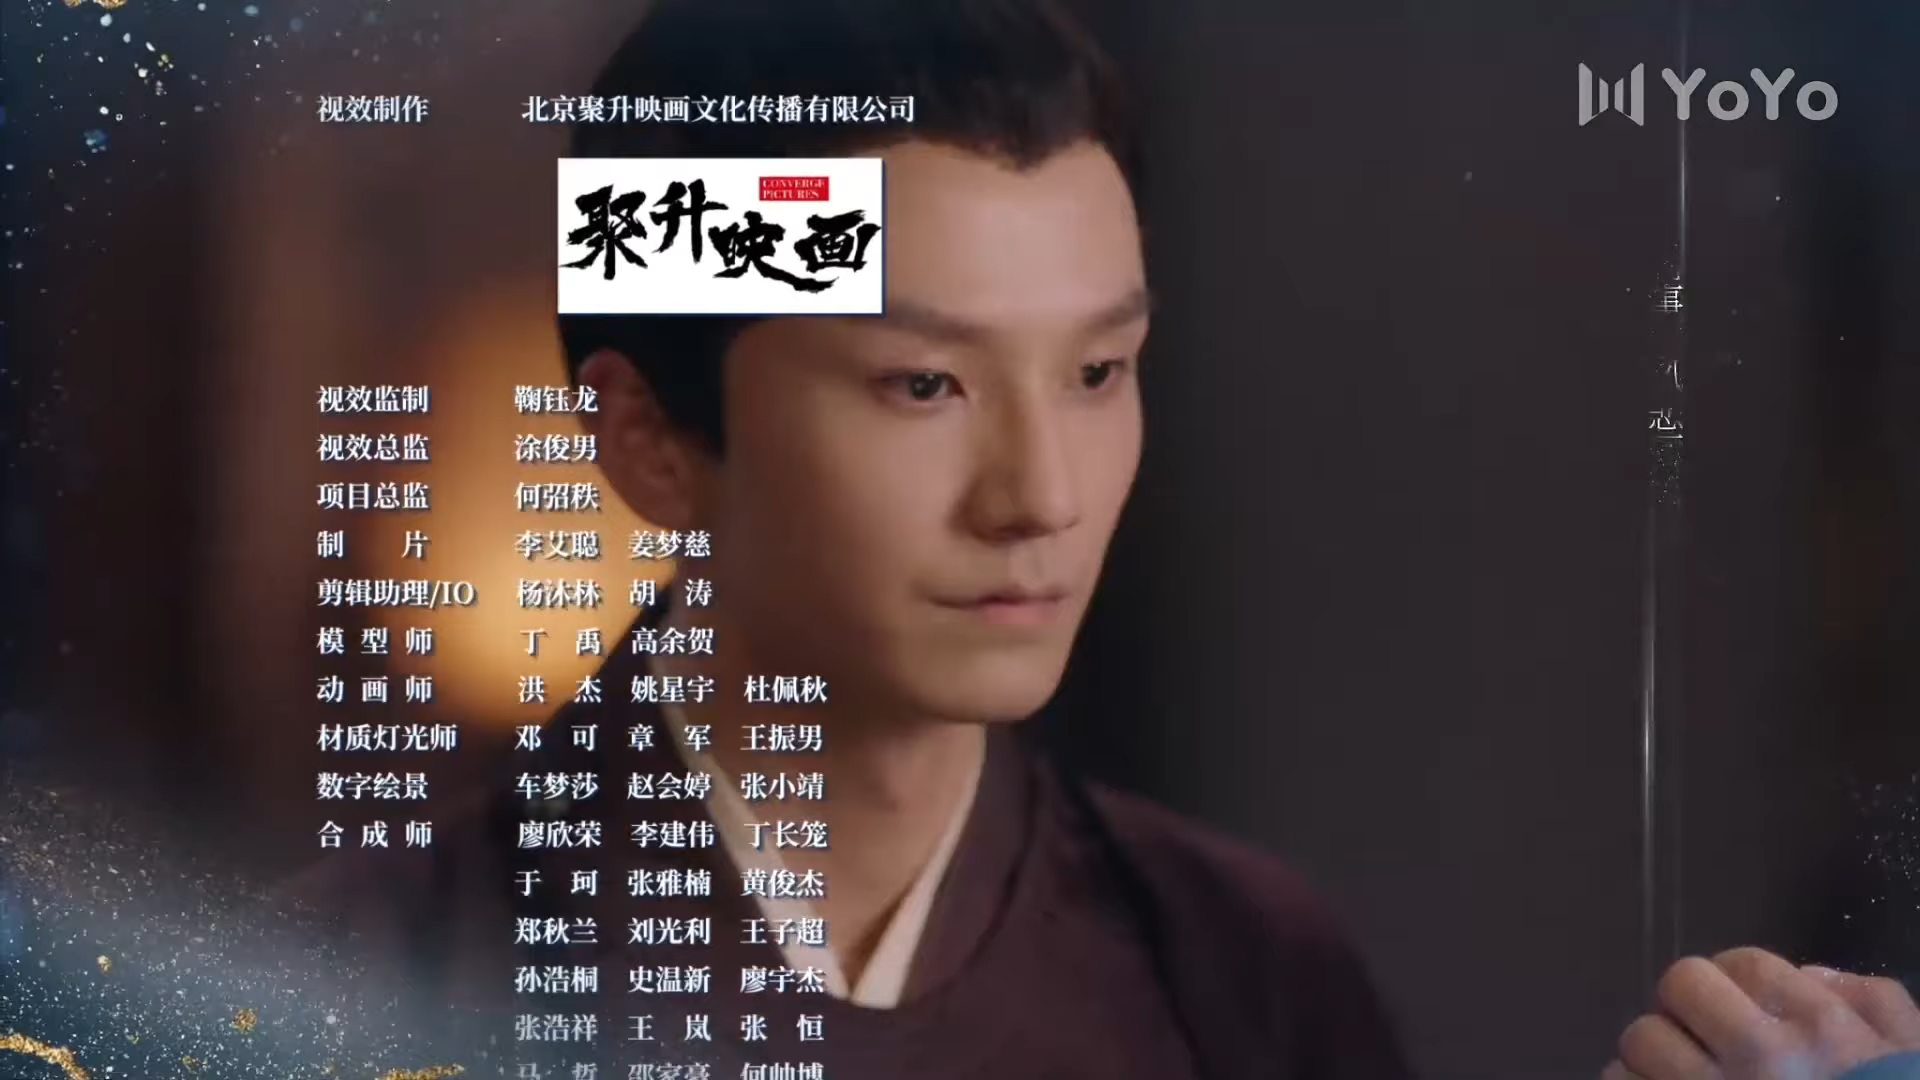 视效制作 北京聚升映画文化传播有限公司
YoYo
CONVERGE
PICTURES
聚升映画
视效监制 鞠钰龙
视效总监 涂俊男
项目总监 何弨秩
制 片 李艾聪 姜梦慈
剪辑助理/IO 杨沐林 胡 涛
模 型 师 丁 禹 高余贺
动 画 师 洪 杰 姚星宇 杜佩秋
材质灯光师 邓 可 章 军 王振男
数字绘景 车梦莎 赵会婷 张小靖
合 成 师 廖欣荣 李建伟 丁长笼
于 珂 张雅楠 黄俊杰
郑秋兰 刘光利 王子超
孙浩桐 史温新 廖宇杰
张浩祥 王 岚 张 恒
马 哲 邵家豪 何帅博